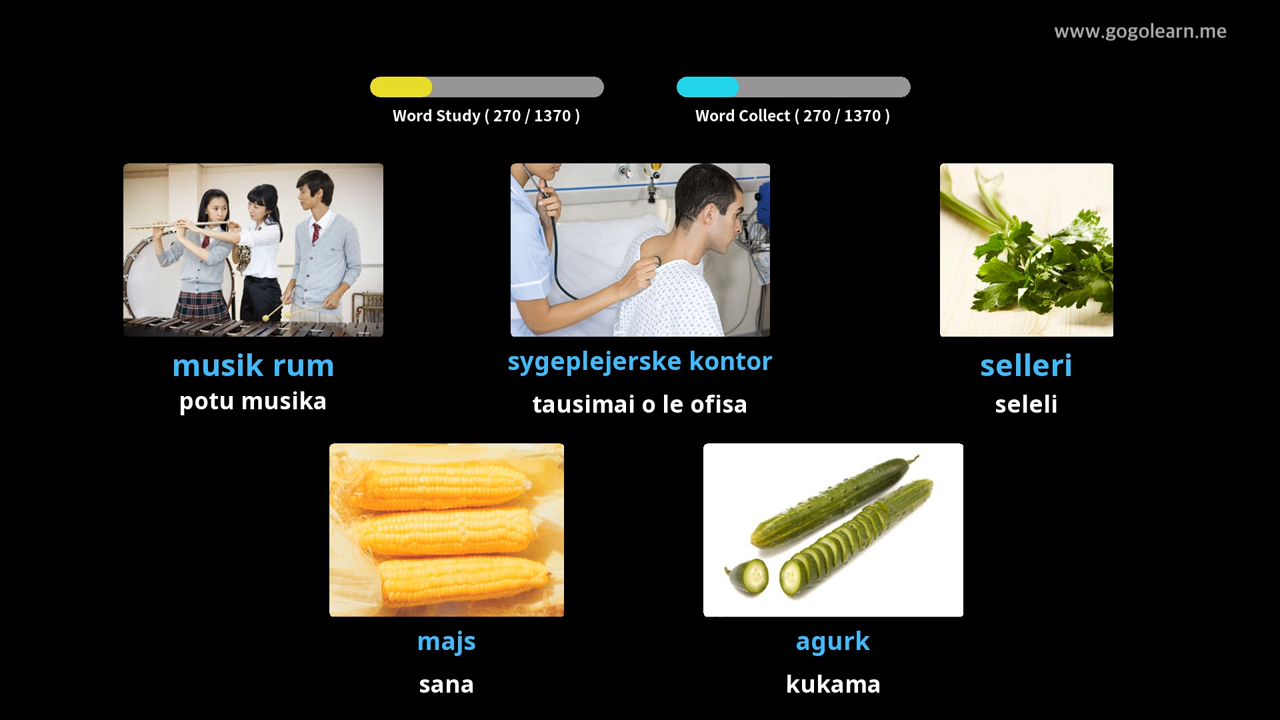 www.gogolearn.me
Word Study ( 270 / 1370 )
Word Collect ( 270 / 1370 )
musik rum
potu musika
sygeplejerske kontor
tausimai o le ofisa
selleri
seleli
majs
sana
agurk
kukama